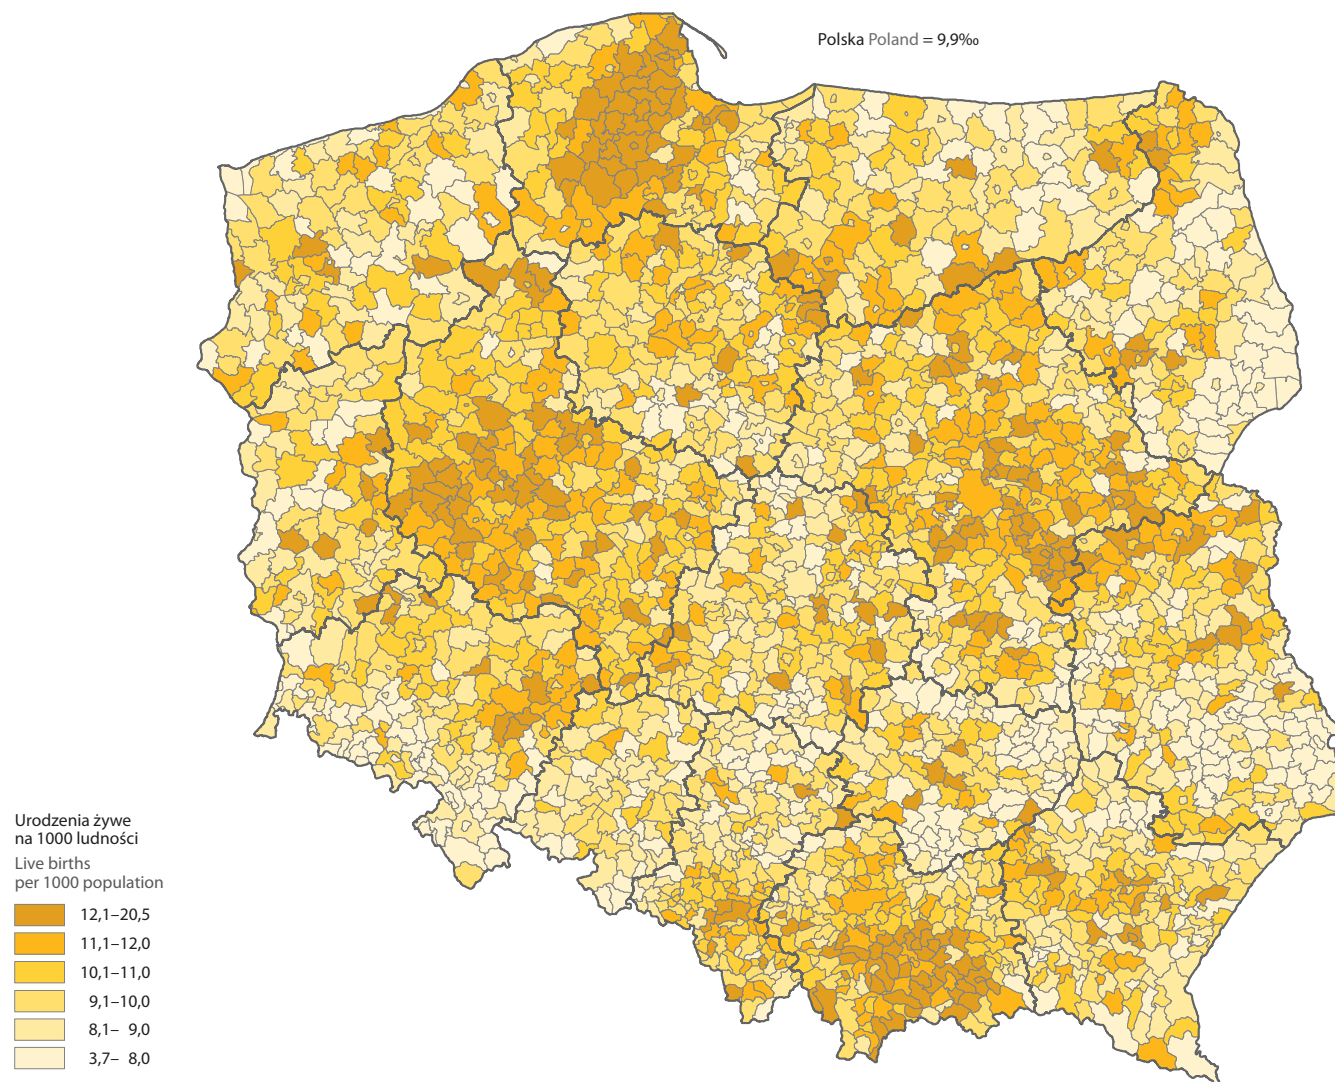 Polska Poland = 9,9‰
Urodzenia żywe
na 1000 ludności
Live births
per 1000 population
12,1–20,5
11,1–12,0
10,1–11,0
9,1–10,0
8,1– 9,0
3,7– 8,0